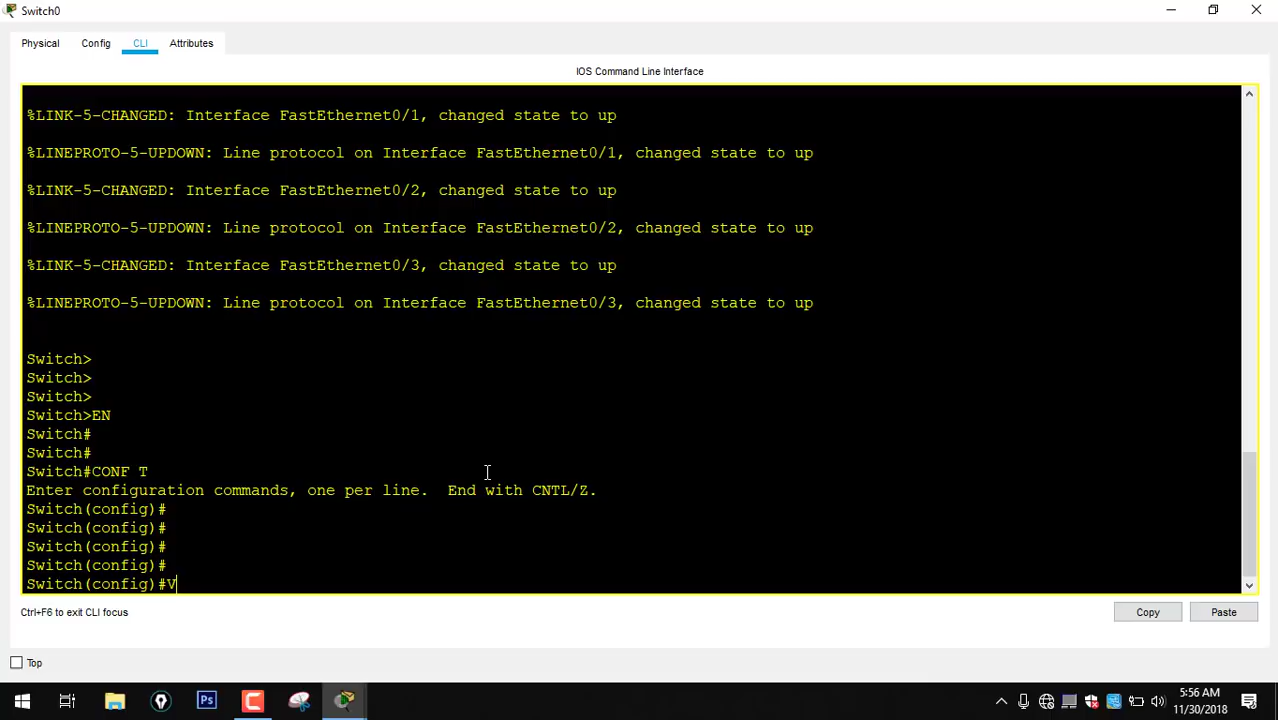 Switch0
Physical Config CLI Attributes
IOS Command Line Interface
%LINK-5-CHANGED: Interface FastEthernet0/1, changed state to up
%LINEPROTO-5-UPDOWN: Line protocol on Interface FastEthernet0/1, changed state to up
%LINK-5-CHANGED: Interface FastEthernet0/2, changed state to up
%LINEPROTO-5-UPDOWN: Line protocol on Interface FastEthernet0/2, changed state to up
%LINK-5-CHANGED: Interface FastEthernet0/3, changed state to up
%LINEPROTO-5-UPDOWN: Line protocol on Interface FastEthernet0/3, changed state to up
Switch>
Switch>
Switch>
Switch>EN
Switch#
Switch#
Switch#CONF T
Enter configuration commands, one per line.  End with CNTL/Z.
Switch(config)#
Switch(config)#
Switch(config)#
Switch(config)#
Switch(config)#V
Ctrl+F6 to exit CLI focus
Copy Paste
Top
Ps
5:56 AM
11/30/2018